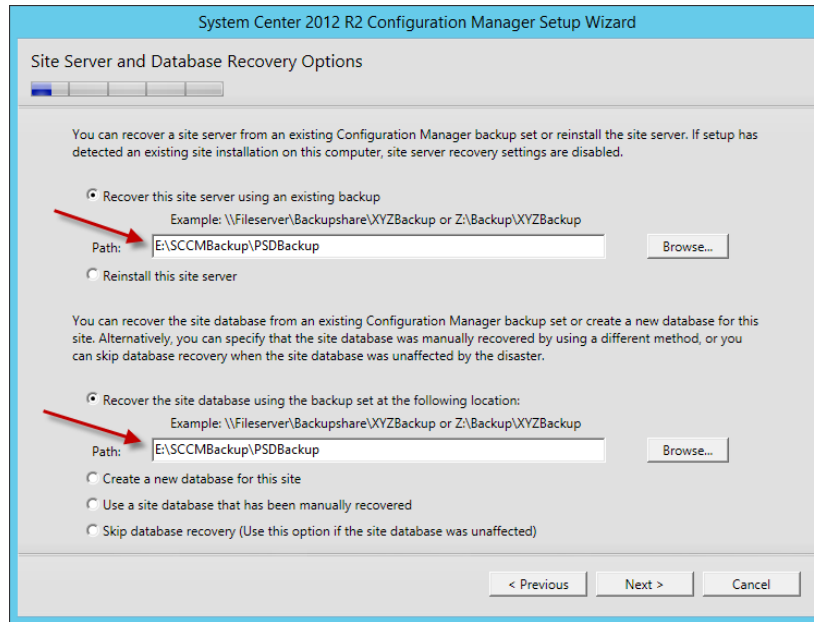 System Center 2012 R2 Configuration Manager Setup Wizard
Site Server and Database Recovery Options
You can recover a site server from an existing Configuration Manager backup set or reinstall the site server. If setup has
detected an existing site installation on this computer, site server recovery settings are disabled.
Recover this site server using an existing backup
Example: \\Fileserver\Backupshare\XYZBackup or Z:\Backup\XYZBackup
Path: E:\SCCMBackup\PSDBackup Browse...
Reinstall this site server
You can recover the site database from an existing Configuration Manager backup set or create a new database for this
site. Alternatively, you can specify that the site database was manually recovered by using a different method, or you
can skip database recovery when the site database was unaffected by the disaster.
Recover the site database using the backup set at the following location:
Example: \\Fileserver\Backupshare\XYZBackup or Z:\Backup\XYZBackup
Path: E:\SCCMBackup\PSDBackup Browse...
Create a new database for this site
Use a site database that has been manually recovered
Skip database recovery (Use this option if the site database was unaffected)
< Previous Next > Cancel